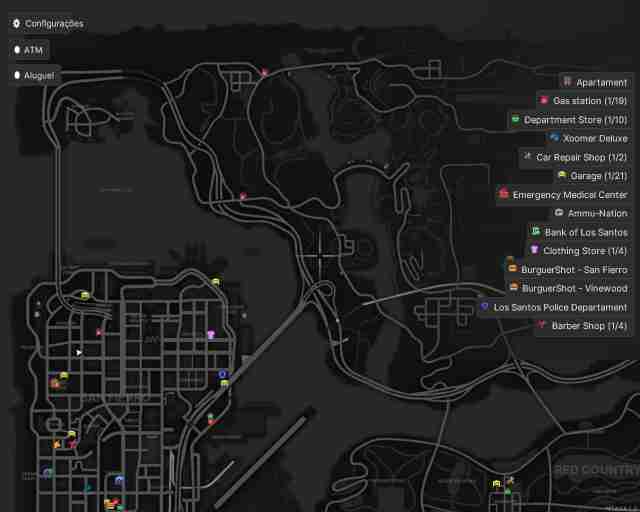 Configurações
ATM
Aluguel
Apartament
Gas station (1/19)
Department Store (1/10)
Xoomer Deluxe
Car Repair Shop (1/2)
Garage (1/21)
Emergency Medical Center
Ammu-Nation
Bank of Los Santos
Clothing Store (1/4)
BurguerShot - San Fierro
BurguerShot - Vinewood
Los Santos Police Departament
Barber Shop (1/4)
RED COUNTRY